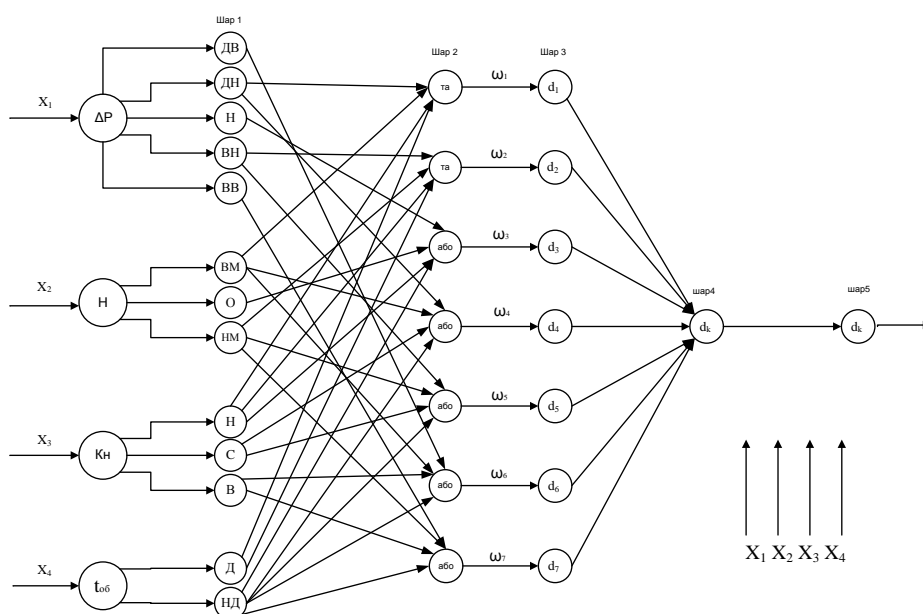 Шар 1
Шар 2
Шар 3
шар4
шар5
X1
ΔP
ДВ
ДН
Н
ВН
ВВ
X2
Н
ВМ
О
НМ
X3
Кн
Н
С
В
X4
tоб
Д
НД
та
та
або
або
або
або
або
ω1
ω2
ω3
ω4
ω5
ω6
ω7
d1
d2
d3
d4
d5
d6
d7
dk
dk
X1 X2 X3 X4